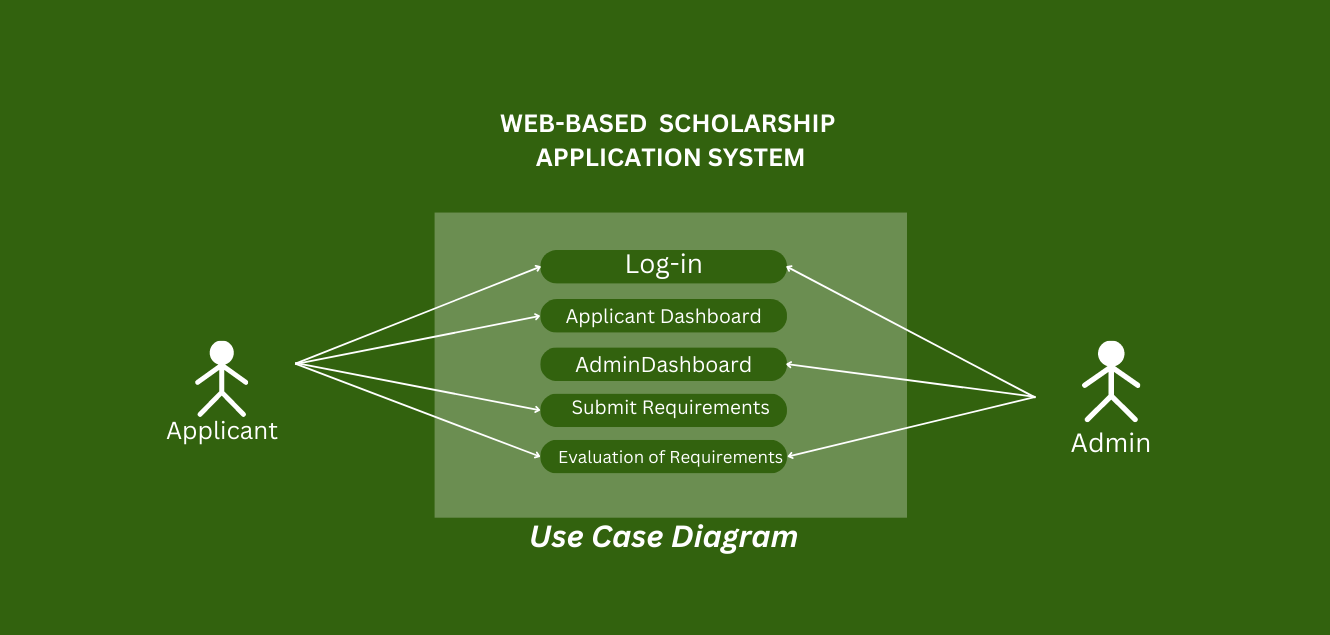 WEB-BASED SCHOLARSHIP
APPLICATION SYSTEM
Log-in
Applicant Dashboard
AdminDashboard
Submit Requirements
Evaluation of Requirements
Applicant
Admin
Use Case Diagram